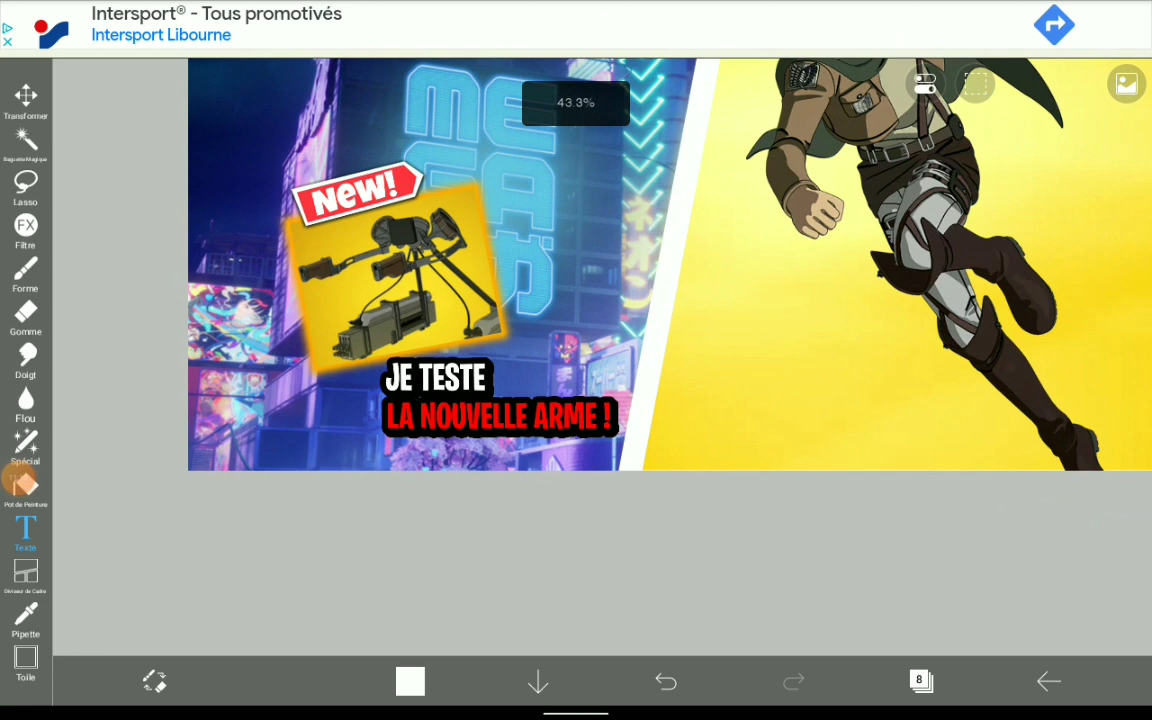 Intersport® - Tous promotivés
Intersport Libourne
43.3%
Transformer
Baguette Magique
Lasso
FX
Filtre
Forme
Gomme
Doigt
Flou
Spécial
Pot de Peinture
T
Texte
Diviseur de Cadre
Pipette
Toile
New!
JE TESTE
LA NOUVELLE ARME !
8